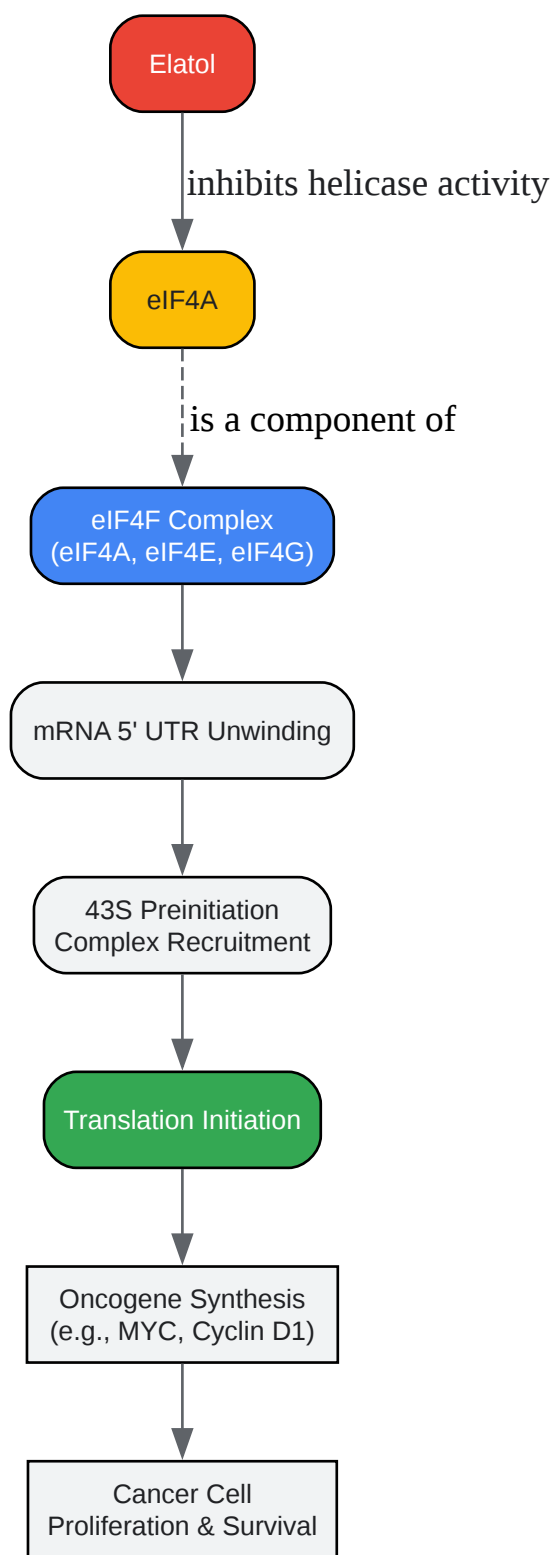 Elatol
inhibits helicase activity
eIF4A
is a component of
eIF4F Complex
(eIF4A, eIF4E, eIF4G)
mRNA 5' UTR Unwinding
43S Preinitiation
Complex Recruitment
Translation Initiation
Oncogene Synthesis
(e.g., MYC, Cyclin D1)
Cancer Cell
Proliferation & Survival